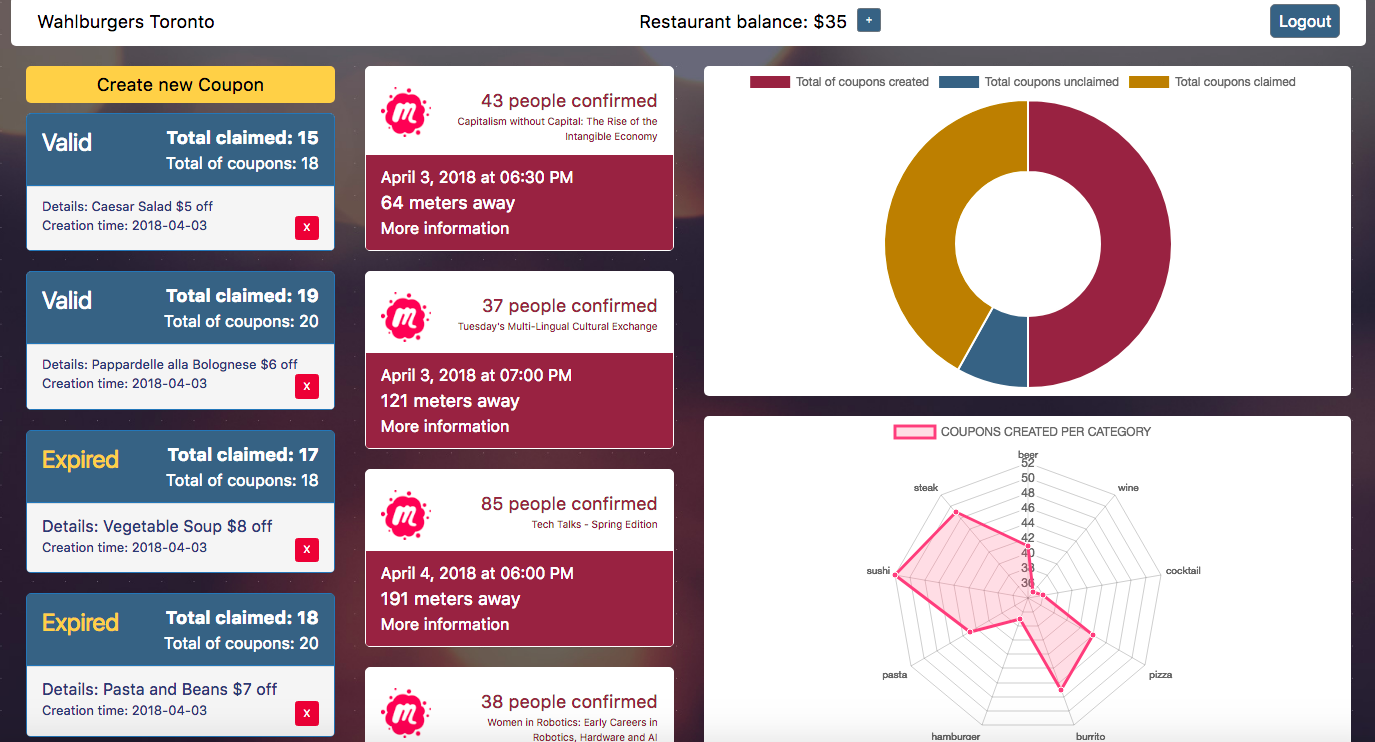 Wahlburgers Toronto
Restaurant balance: $35
+
Logout
Create new Coupon
Valid
Total claimed: 15
Total of coupons: 18
Details: Caesar Salad $5 off
Creation time: 2018-04-03
X
Valid
Total claimed: 19
Total of coupons: 20
Details: Pappardelle alla Bolognese $6 off
Creation time: 2018-04-03
X
Expired
Total claimed: 17
Total of coupons: 18
Details: Vegetable Soup $8 off
Creation time: 2018-04-03
X
Expired
Total claimed: 18
Total of coupons: 20
Details: Pasta and Beans $7 off
Creation time: 2018-04-03
X
m
43 people confirmed
Capitalism without Capital: The Rise of the
Intangible Economy
April 3, 2018 at 06:30 PM
64 meters away
More information
m
37 people confirmed
Tuesday's Multi-Lingual Cultural Exchange
April 3, 2018 at 07:00 PM
121 meters away
More information
m
85 people confirmed
Tech Talks - Spring Edition
April 4, 2018 at 06:00 PM
191 meters away
More information
m
38 people confirmed
Women in Robotics: Early Careers in
Robotics, Hardware and AI
Total of coupons created
Total coupons unclaimed
Total coupons claimed
COUPONS CREATED PER CATEGORY
beer
52
50
48
46
44
42
40
38
36
wine
cocktail
pizza
burrito
hamburger
pasta
sushi
steak